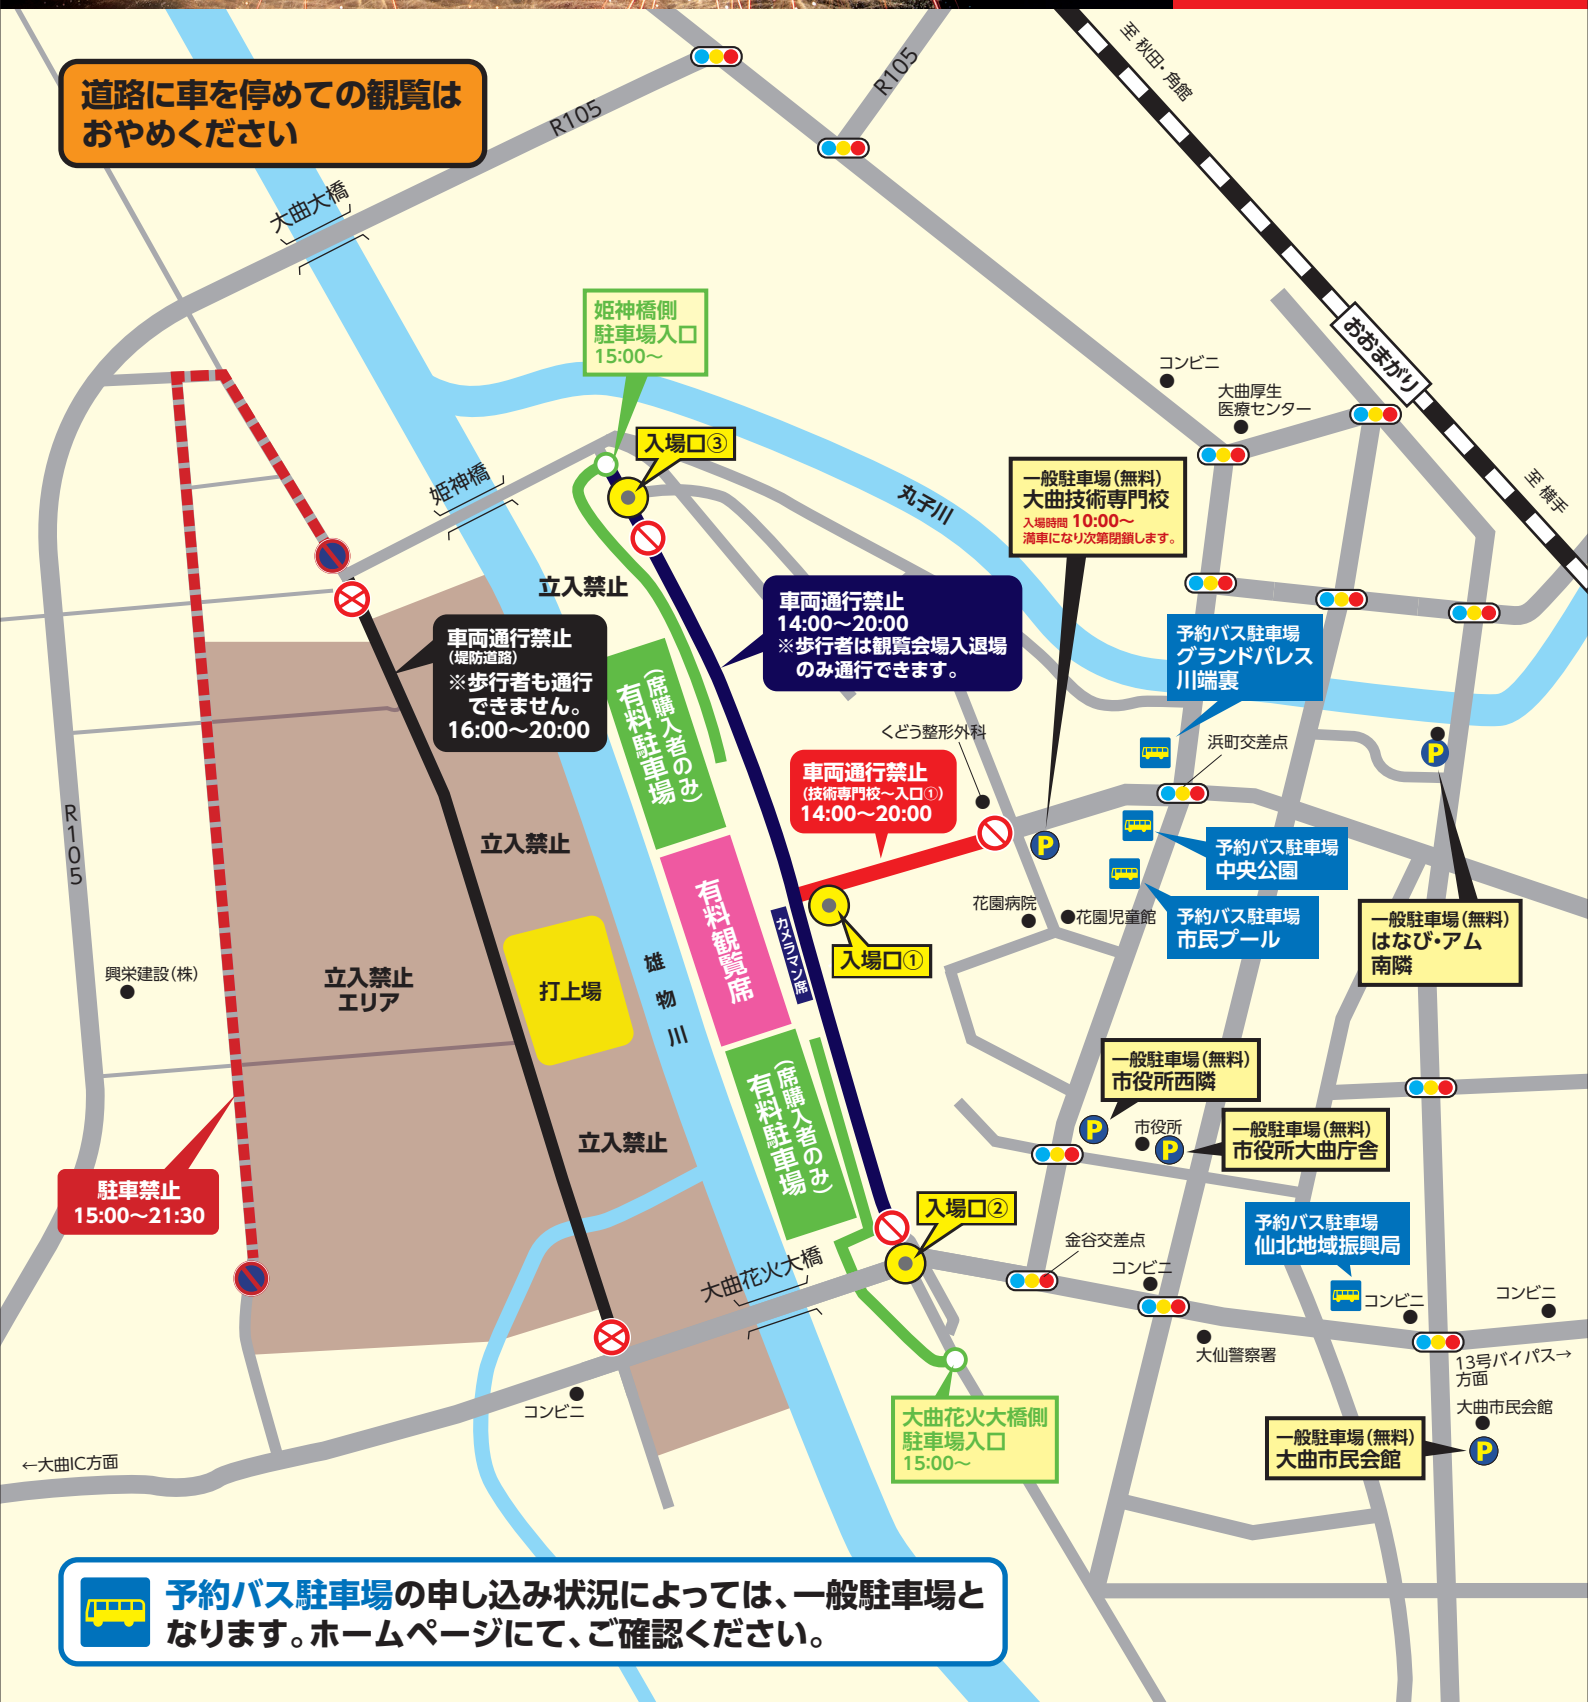 道路に車を停めての観覧は
おやめください
R105
R105
至 秋田・角館
大曲大橋
姫神橋側
駐車場入口
15:00～
入場口③
姫神橋
丸子川
おおまがり
至 横手
コンビニ
大曲厚生
医療センター
一般駐車場（無料）
大曲技術専門校
入場時間 10:00～
満車になり次第閉鎖します。
立入禁止
車両通行禁止
14:00～20:00
※歩行者は観覧会場入退場
のみ通行できます。
車両通行禁止
（堤防道路）
※歩行者も通行
できません。
16:00～20:00
予約バス駐車場
グランドパレス
川端裏
（席購入者のみ）
有料駐車場
くどう整形外科
浜町交差点
車両通行禁止
（技術専門校～入口①）
14:00～20:00
R105
立入禁止
予約バス駐車場
中央公園
有料観覧席
カメラマン席
入場口①
花園病院
花園児童館
予約バス駐車場
市民プール
一般駐車場（無料）
はなび・アム
南隣
興栄建設（株）
立入禁止
エリア
打上場
雄物川
一般駐車場（無料）
市役所西隣
（席購入者のみ）
有料駐車場
市役所
一般駐車場（無料）
市役所大曲庁舎
立入禁止
駐車禁止
15:00～21:30
入場口②
予約バス駐車場
仙北地域振興局
大曲花火大橋
金谷交差点
コンビニ
コンビニ
コンビニ
大仙警察署
13号バイパス→
方面
コンビニ
大曲花火大橋側
駐車場入口
15:00～
大曲市民会館
一般駐車場（無料）
大曲市民会館
←大曲IC方面
P
P
P
P
P
予約バス駐車場の申し込み状況によっては、一般駐車場と
なります。ホームページにて、ご確認ください。